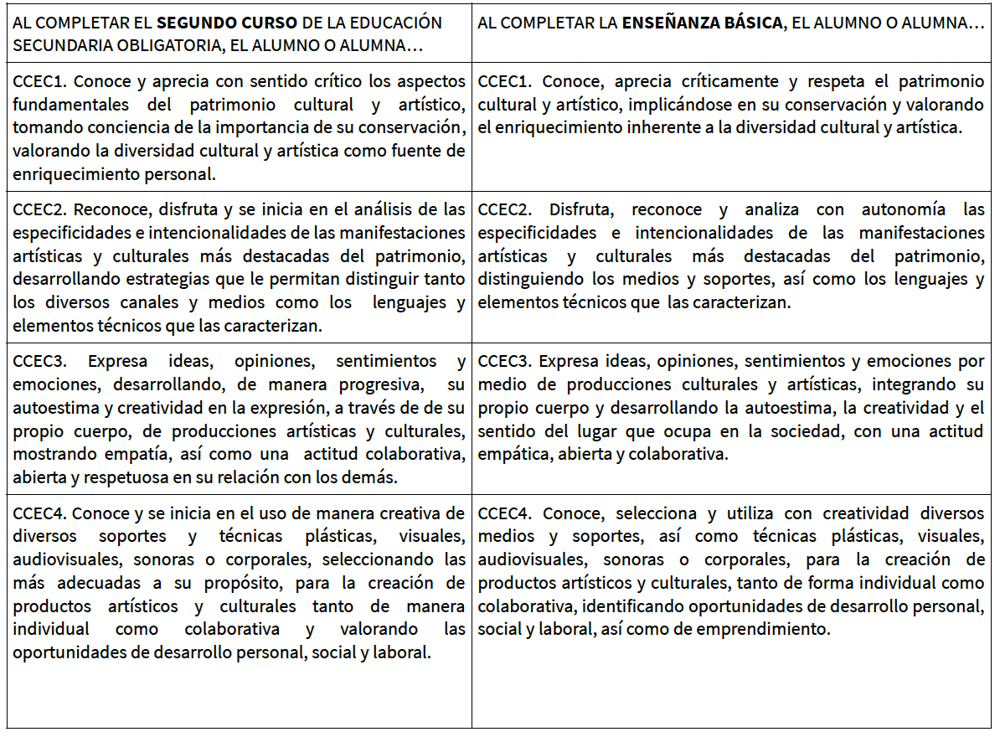 AL COMPLETAR EL SEGUNDO CURSO DE LA EDUCACIÓN
SECUNDARIA OBLIGATORIA, EL ALUMNO O ALUMNA…
AL COMPLETAR LA ENSEÑANZA BÁSICA, EL ALUMNO O ALUMNA…
CCEC1. Conoce y aprecia con sentido crítico los aspectos
fundamentales del patrimonio cultural y artístico,
tomando conciencia de la importancia de su conservación,
valorando la diversidad cultural y artística como fuente de
enriquecimiento personal.
CCEC1. Conoce, aprecia críticamente y respeta el patrimonio
cultural y artístico, implicándose en su conservación y valorando
el enriquecimiento inherente a la diversidad cultural y artística.
CCEC2. Reconoce, disfruta y se inicia en el análisis de las
especificidades e intencionalidades de las manifestaciones
artísticas y culturales más destacadas del patrimonio,
desarrollando estrategias que le permitan distinguir tanto
los diversos canales y medios como los lenguajes y
elementos técnicos que las caracterizan.
CCEC2. Disfruta, reconoce y analiza con autonomía las
especificidades e intencionalidades de las manifestaciones
artísticas y culturales más destacadas del patrimonio,
distinguiendo los medios y soportes, así como los lenguajes y
elementos técnicos que las caracterizan.
CCEC3. Expresa ideas, opiniones, sentimientos y
emociones, desarrollando, de manera progresiva, su
autoestima y creatividad en la expresión, a través de de su
propio cuerpo, de producciones artísticas y culturales,
mostrando empatía, así como una actitud colaborativa,
abierta y respetuosa en su relación con los demás.
CCEC3. Expresa ideas, opiniones, sentimientos y emociones por
medio de producciones culturales y artísticas, integrando su
propio cuerpo y desarrollando la autoestima, la creatividad y el
sentido del lugar que ocupa en la sociedad, con una actitud
empática, abierta y colaborativa.
CCEC4. Conoce y se inicia en el uso de manera creativa de
diversos soportes y técnicas plásticas, visuales,
audiovisuales, sonoras o corporales, seleccionando las
más adecuadas a su propósito, para la creación de
productos artísticos y culturales tanto de manera
individual como colaborativa y valorando las
oportunidades de desarrollo personal, social y laboral.
CCEC4. Conoce, selecciona y utiliza con creatividad diversos
medios y soportes, así como técnicas plásticas, visuales,
audiovisuales, sonoras o corporales, para la creación de
productos artísticos y culturales, tanto de forma individual como
colaborativa, identificando oportunidades de desarrollo personal,
social y laboral, así como de emprendimiento.